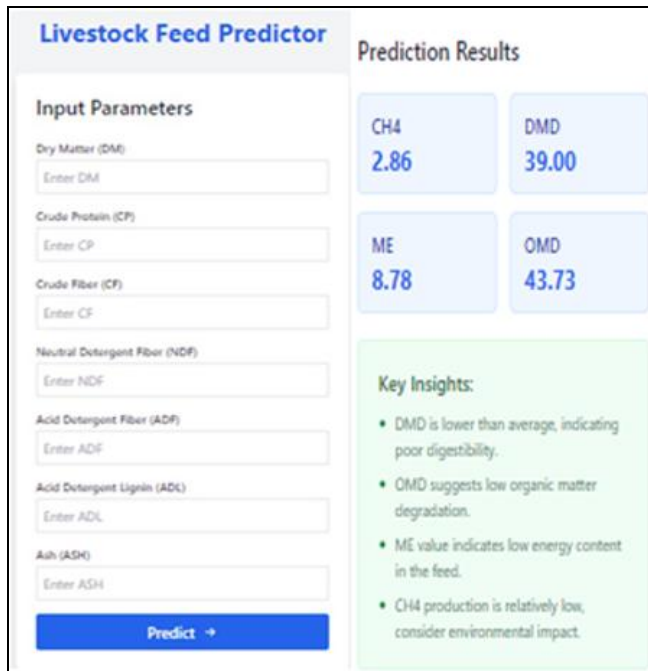 Livestock Feed Predictor
Input Parameters
Dry Matter (DM)
Enter DM
Crude Protein (CP)
Enter CP
Crude Fiber (CF)
Enter CF
Neutral Detergent Fiber (NDF)
Enter NDF
Acid Detergent Fiber (ADF)
Enter ADF
Acid Detergent Lignin (ADL)
Enter ADL
Ash (ASH)
Enter ASH
Predict →
Prediction Results
CH4
2.86
DMD
39.00
ME
8.78
OMD
43.73
Key Insights:
• DMD is lower than average, indicating
poor digestibility.
• OMD suggests low organic matter
degradation.
• ME value indicates low energy content
in the feed.
• CH4 production is relatively low,
consider environmental impact.